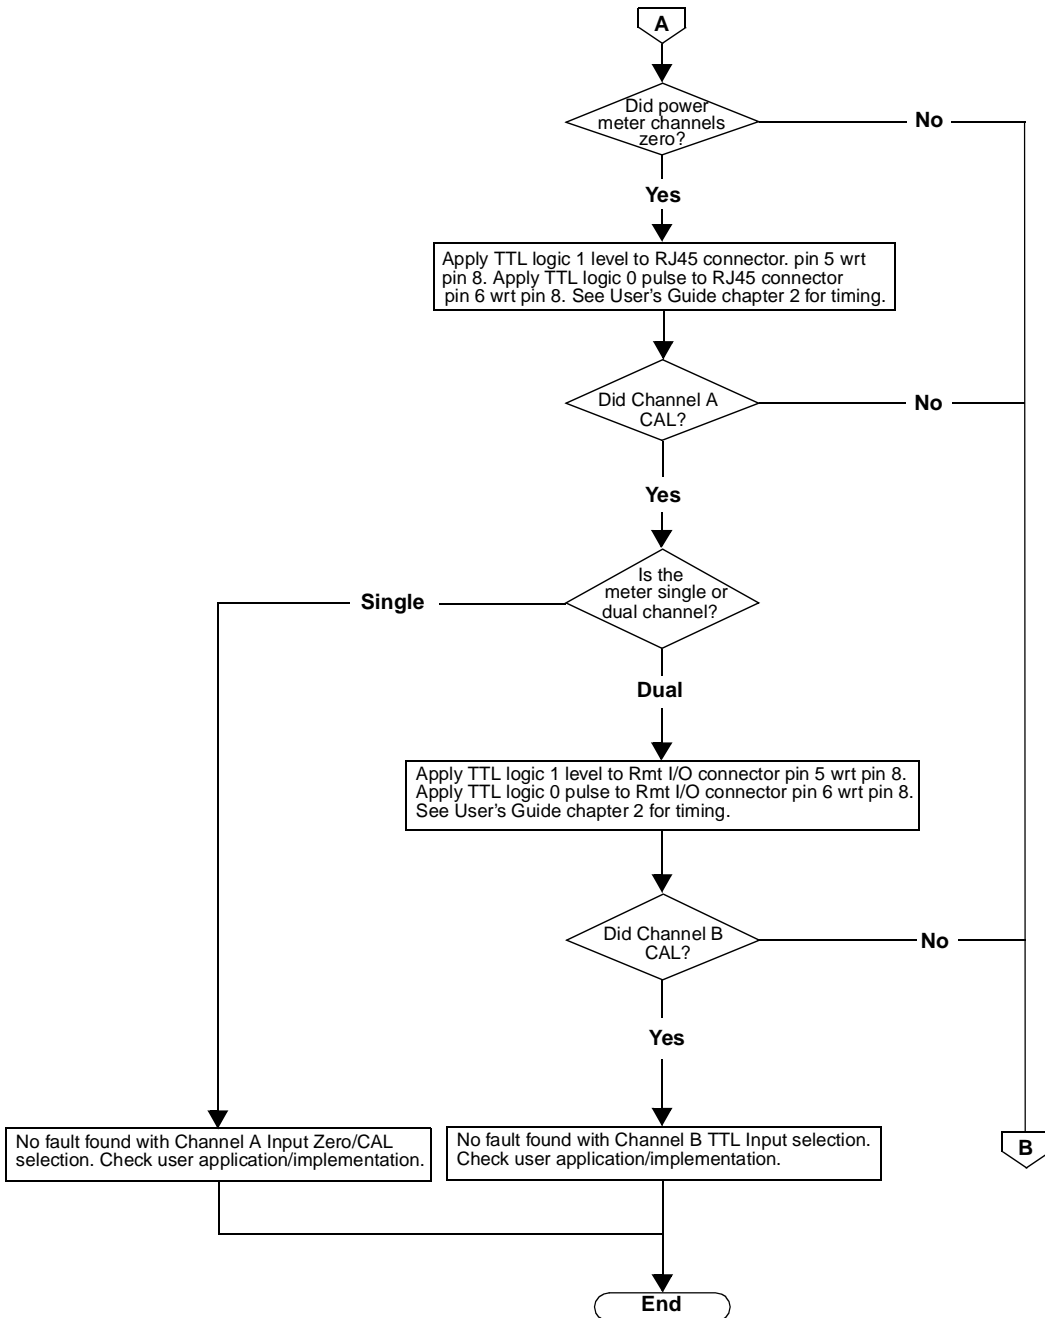 A
Did power
meter channels
zero?
No
Yes
Apply TTL logic 1 level to RJ45 connector. pin 5 wrt
pin 8. Apply TTL logic 0 pulse to RJ45 connector
pin 6 wrt pin 8. See User's Guide chapter 2 for timing.
Did Channel A
CAL?
No
Yes
Is the
meter single or
dual channel?
Single
Dual
Apply TTL logic 1 level to Rmt I/O connector pin 5 wrt pin 8.
Apply TTL logic 0 pulse to Rmt I/O connector pin 6 wrt pin 8.
See User's Guide chapter 2 for timing.
Did Channel B
CAL?
No
Yes
No fault found with Channel A Input Zero/CAL
selection. Check user application/implementation.
No fault found with Channel B TTL Input selection.
Check user application/implementation.
B
End